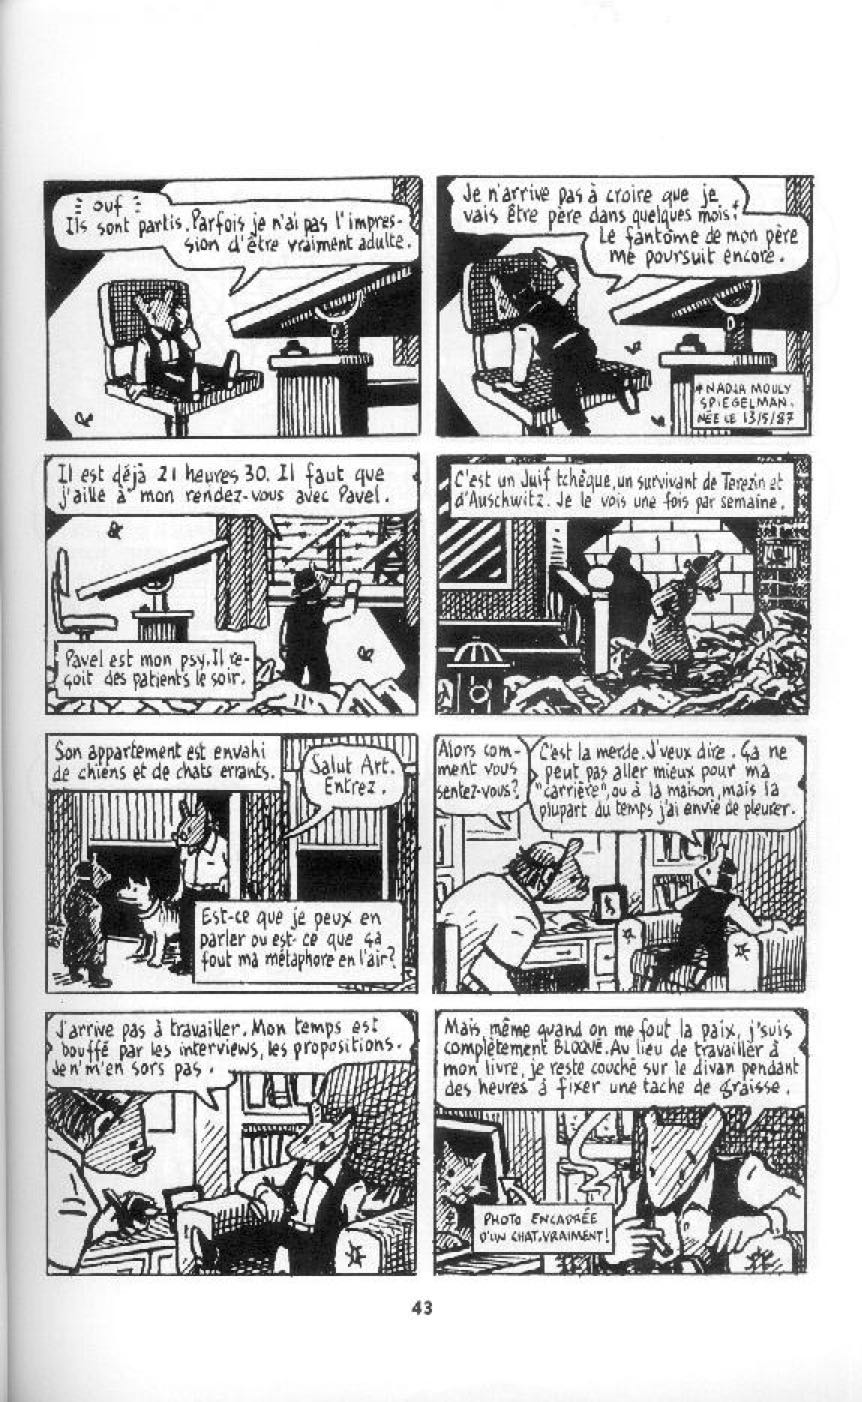 ouf
Ils sont partis. Parfois je n'ai pas l'impres-
sion d'être vraiment adulte.
Je n'arrive pas à croire que je
vais être père dans quelques mois*!
Le fantôme de mon père
me poursuit encore.
* NADJA MOULY
SPIEGELMAN.
NÉE LE 13/5/87
Il est déjà 21 heures 30. Il faut que
j'aille à mon rendez-vous avec Pavel.
Pavel est mon psy. Il re-
çoit des patients le soir.
C'est un Juif tchèque, un survivant de Terezin et
d'Auschwitz. Je le vois une fois par semaine.
Son appartement est envahi
de chiens et de chats errants.
Salut Art.
Entrez.
Est-ce que je peux en
parler ou est-ce que ça
fout ma métaphore en l'air?
Alors com-
ment vous
sentez-vous?
C'est la merde. J'veux dire. Ça ne
peut pas aller mieux pour ma
"carrière", ou à la maison, mais la
plupart du temps j'ai envie de pleurer.
J'arrive pas à travailler. Mon temps est
bouffé par les interviews, les propositions.
Je n'm'en sors pas.
Mais même quand on me fout la paix, j'suis
complètement BLOQUÉ. Au lieu de travailler à
mon livre, je reste couché sur le divan pendant
des heures à fixer une tache de graisse.
PHOTO ENCADRÉE
D'UN CHAT. VRAIMENT!
43